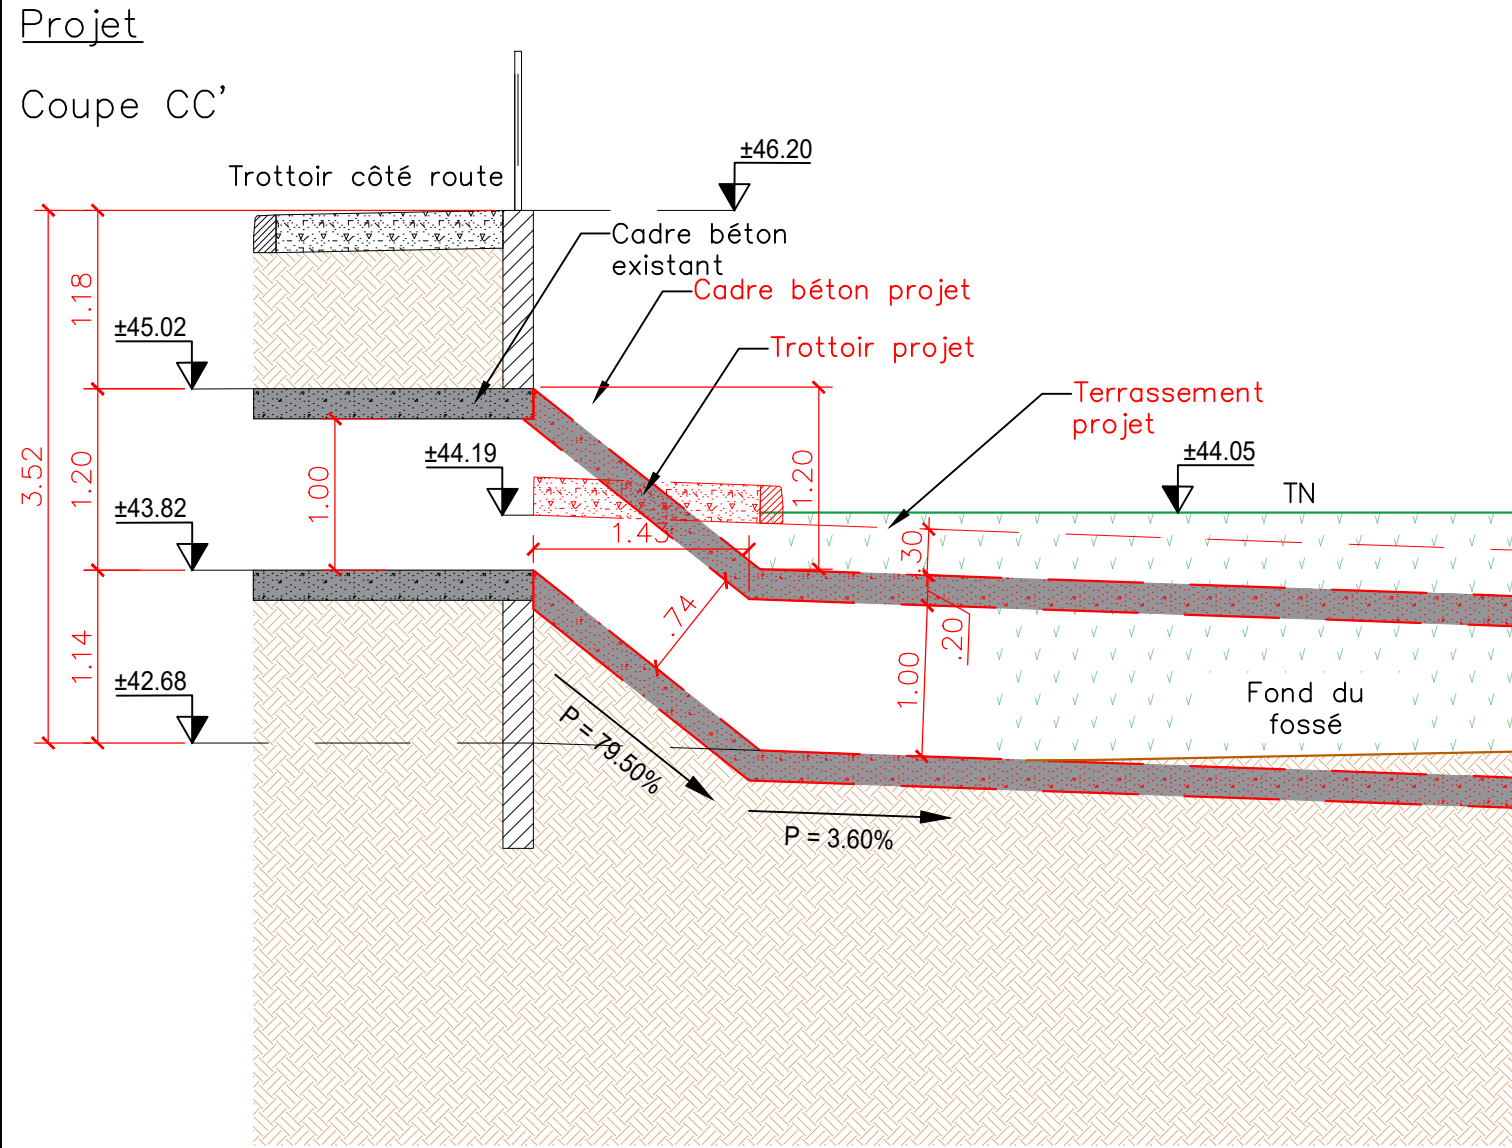 Projet
Coupe CC'
±46.20
Trottoir côté route
Cadre béton
existant
1.18
Cadre béton projet
±45.02
Trottoir projet
Terrassement
projet
3.52
1.20
1.00
±44.19
1.20
±44.05
TN
±43.82
.30
.74
.20
1.14
1.00
±42.68
Fond du
fossé
P = 79.50%
P = 3.60%